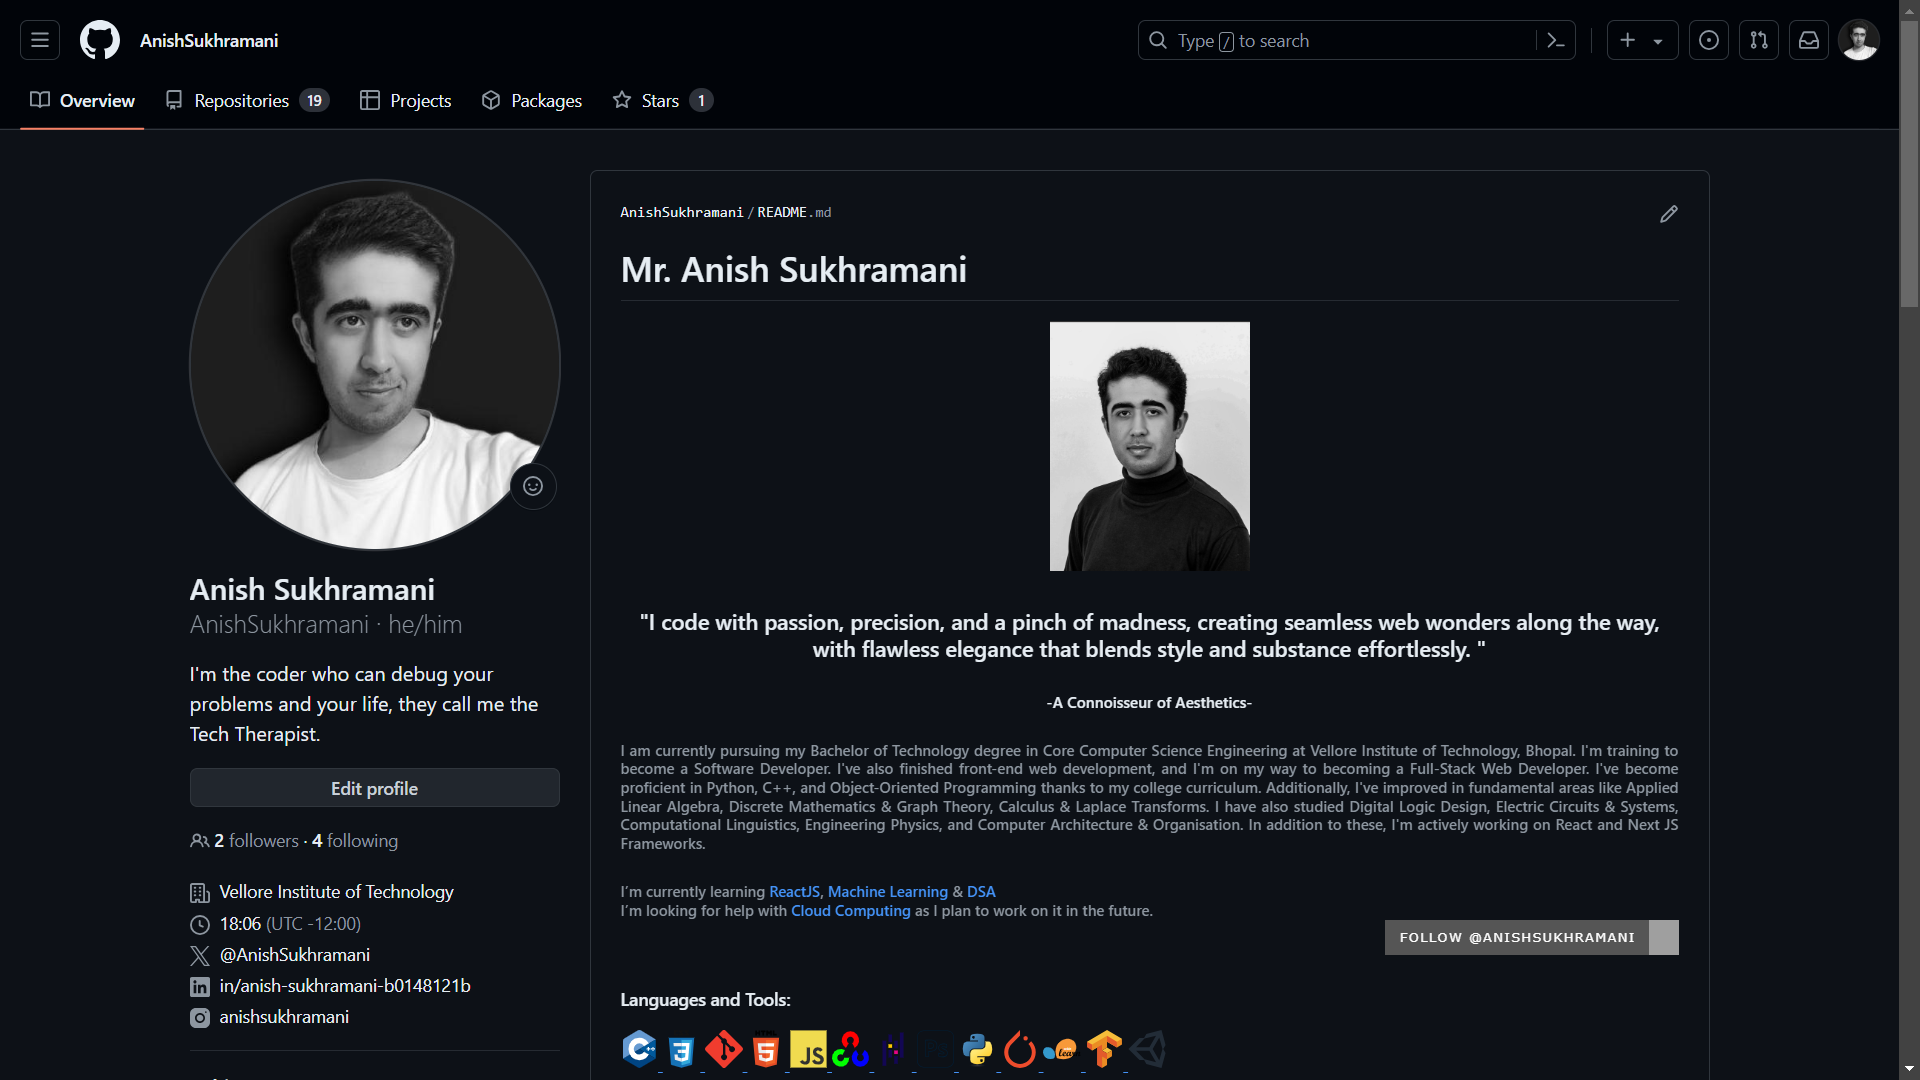 AnishSukhramani
Type / to search
Overview
Repositories 19
Projects
Packages
Stars 1
Anish Sukhramani
AnishSukhramani · he/him
I'm the coder who can debug your
problems and your life, they call me the
Tech Therapist.
Edit profile
2 followers · 4 following
Vellore Institute of Technology
18:06 (UTC -12:00)
@AnishSukhramani
in/anish-sukhramani-b0148121b
anishsukhramani
AnishSukhramani / README.md
Mr. Anish Sukhramani
"I code with passion, precision, and a pinch of madness, creating seamless web wonders along the way,
with flawless elegance that blends style and substance effortlessly. "
-A Connoisseur of Aesthetics-
I am currently pursuing my Bachelor of Technology degree in Core Computer Science Engineering at Vellore Institute of Technology, Bhopal. I'm training to
become a Software Developer. I've also finished front-end web development, and I'm on my way to becoming a Full-Stack Web Developer. I've become
proficient in Python, C++, and Object-Oriented Programming thanks to my college curriculum. Additionally, I've improved in fundamental areas like Applied
Linear Algebra, Discrete Mathematics & Graph Theory, Calculus & Laplace Transforms. I have also studied Digital Logic Design, Electric Circuits & Systems,
Computational Linguistics, Engineering Physics, and Computer Architecture & Organisation. In addition to these, I'm actively working on React and Next JS
Frameworks.
I’m currently learning ReactJS, Machine Learning & DSA
I’m looking for help with Cloud Computing as I plan to work on it in the future.
FOLLOW @ANISHSUKHRAMANI
Languages and Tools:
C++ 3 HTML 5 JS Ps learn